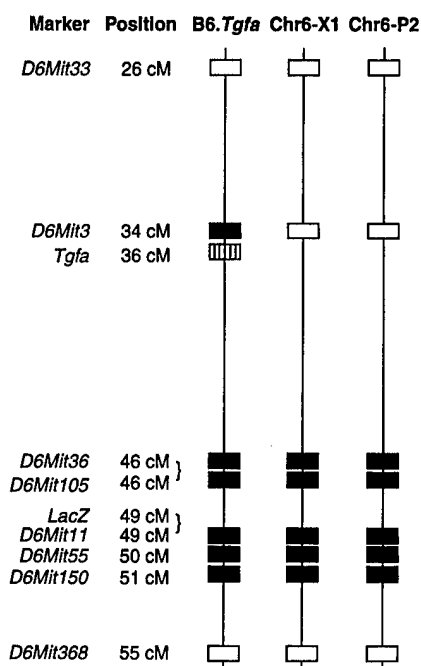 Marker Position B6.Tgfa Chr6-X1 Chr6-P2
D6Mit33 26 cM
D6Mit3 34 cM
Tgfa 36 cM
D6Mit36 46 cM
D6Mit105 46 cM
LacZ 49 cM
D6Mit11 49 cM
D6Mit55 50 cM
D6Mit150 51 cM
D6Mit368 55 cM